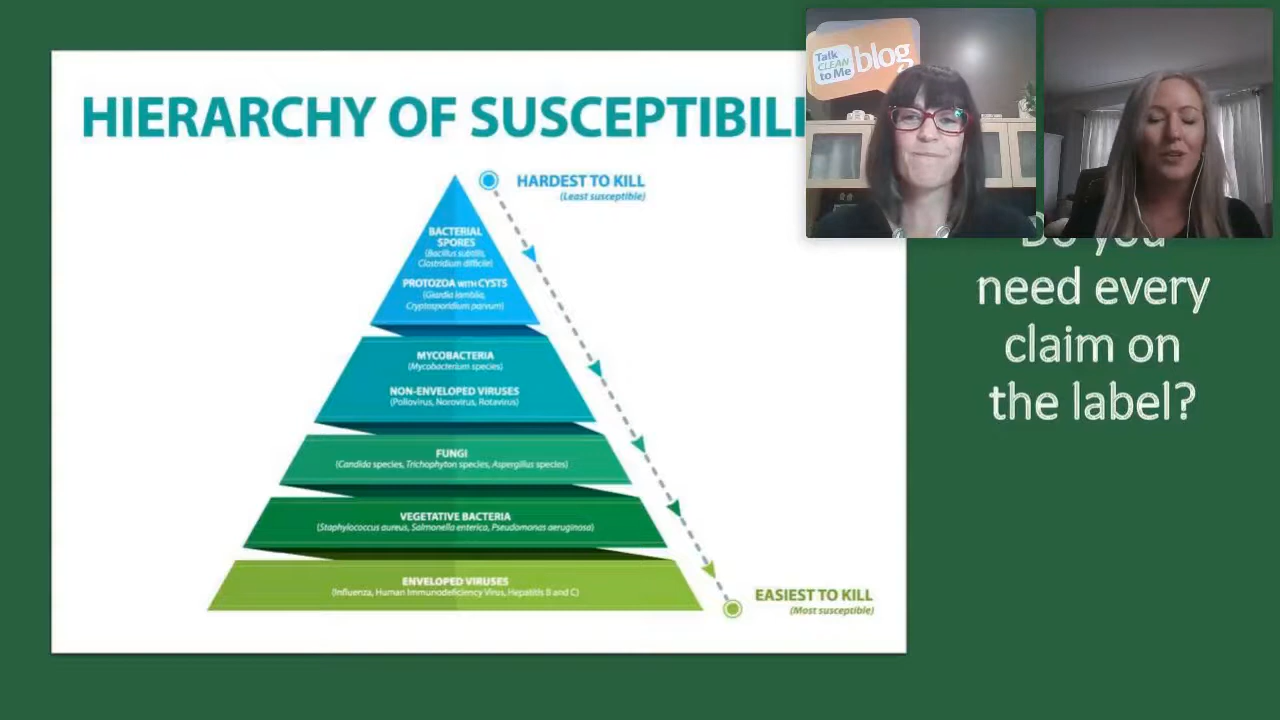 HIERARCHY OF SUSCEPTIBILI
Talk
CLEAN
to Me
blog
HARDEST TO KILL
(Least susceptible)
BACTERIAL
SPORES
(Bacillus subtilis,
Clostridium difficile)
PROTOZOA WITH CYSTS
(Giardia lamblia,
Cryptosporidium parvum)
MYCOBACTERIA
(Mycobacterium species)
NON-ENVELOPED VIRUSES
(Poliovirus, Norovirus, Rotavirus)
FUNGI
(Candida species, Trichophyton species, Aspergillus species)
VEGETATIVE BACTERIA
(Staphylococcus aureus, Salmonella enterica, Pseudomonas aeruginosa)
ENVELOPED VIRUSES
(Influenza, Human Immunodeficiency Virus, Hepatitis B and C)
EASIEST TO KILL
(Most susceptible)
Do you
need every
claim on
the label?